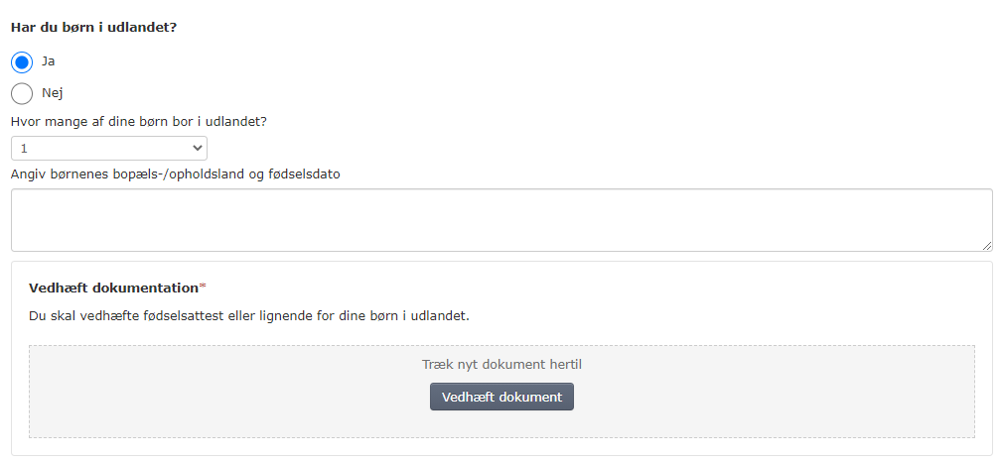 Har du børn i udlandet?
Ja
Nej
Hvor mange af dine børn bor i udlandet?
1
Angiv børnenes bopæls-/opholdsland og fødselsdato
Vedhæft dokumentation*
Du skal vedhæfte fødselsattest eller lignende for dine børn i udlandet.
Træk nyt dokument hertil
Vedhæft dokument